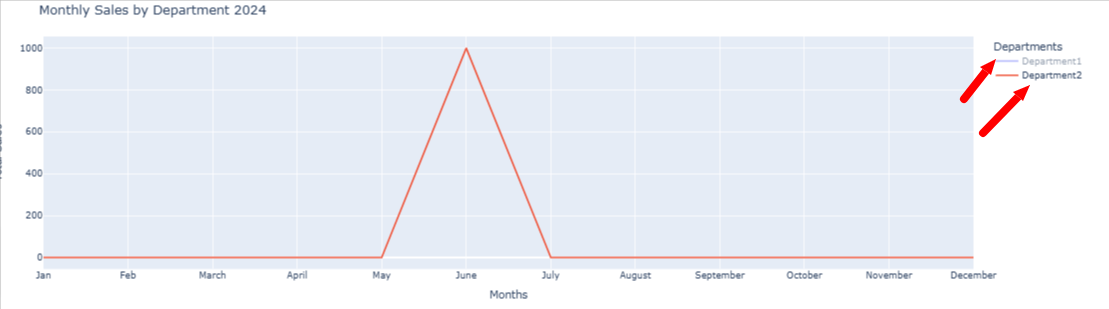 Monthly Sales by Department 2024
Departments
Department1
Department2
1000
800
600
400
200
0
Jan Feb March April May June July August September October November December
Months